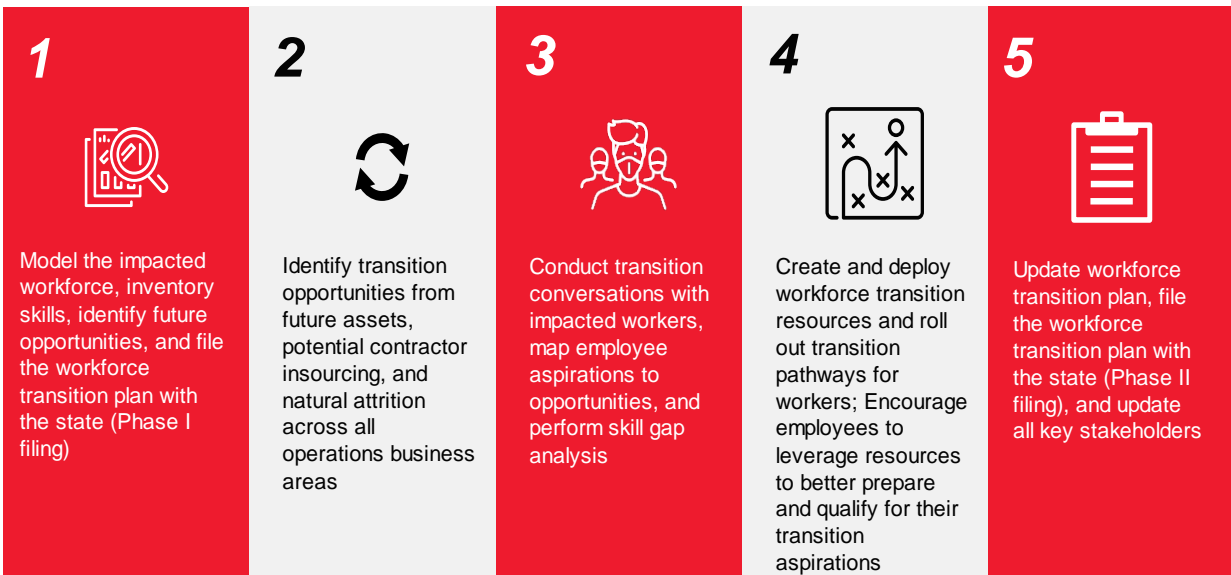 1
Model the impacted
workforce, inventory
skills, identify future
opportunities, and file
the workforce
transition plan with
the state (Phase I
filing)
2
Identify transition
opportunities from
future assets,
potential contractor
insourcing, and
natural attrition
across all
operations business
areas
3
Conduct transition
conversations with
impacted workers,
map employee
aspirations to
opportunities, and
perform skill gap
analysis
4
Create and deploy
workforce transition
resources and roll
out transition
pathways for
workers; Encourage
employees to
leverage resources
to better prepare
and qualify for their
transition
aspirations
5
Update workforce
transition plan, file
the workforce
transition plan with
the state (Phase II
filing), and update
all key stakeholders